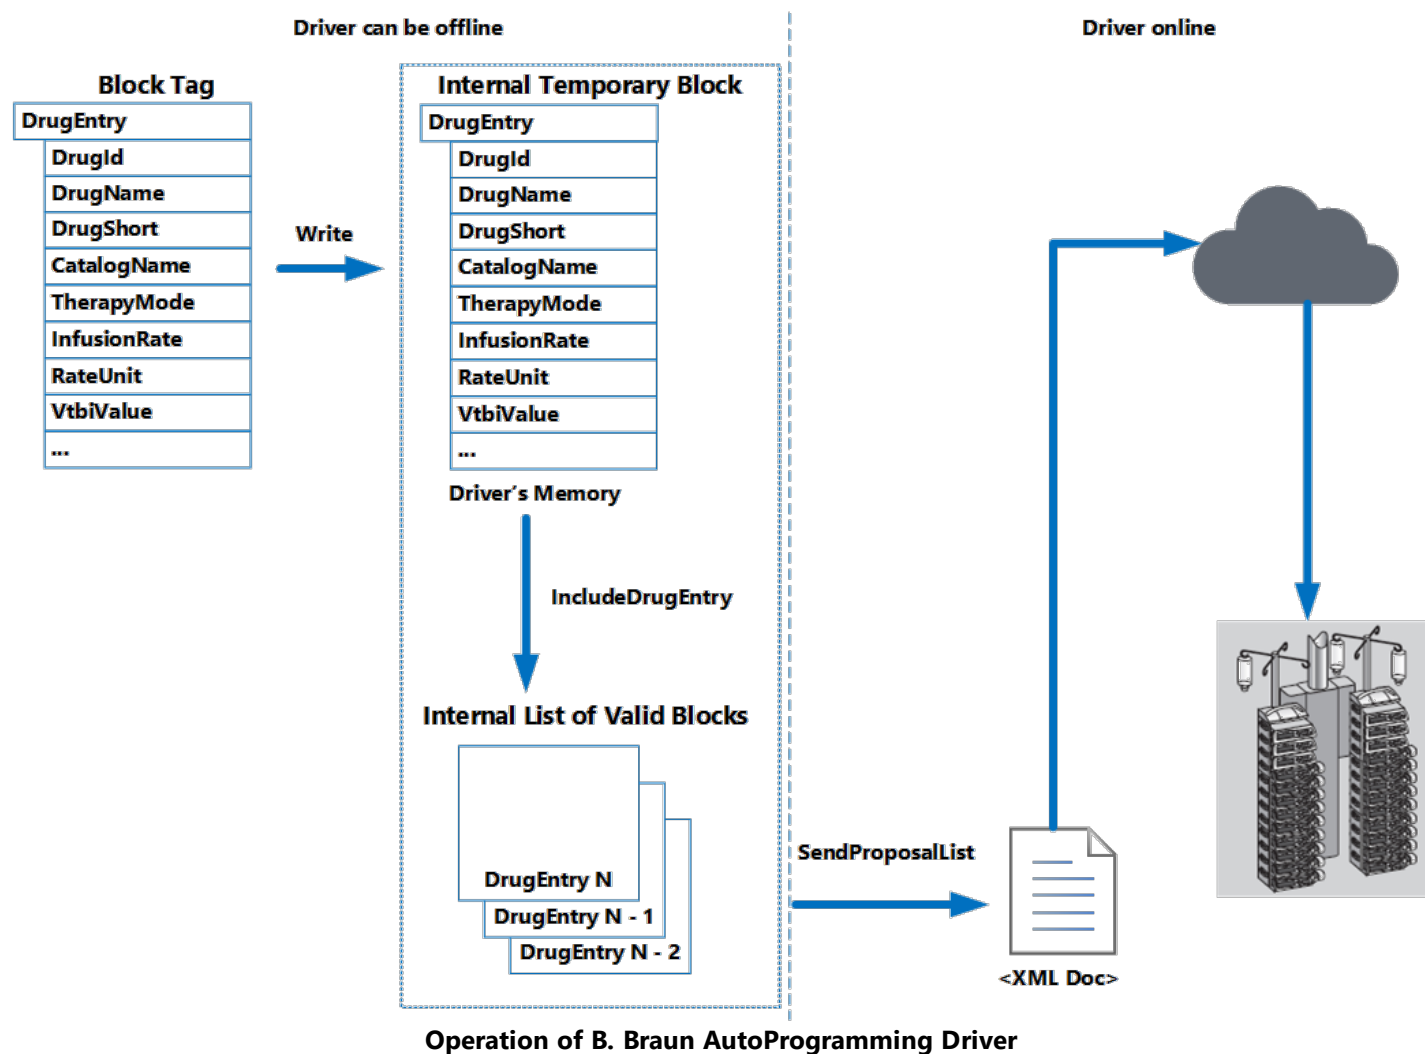 Driver can be offline
Driver online
Block Tag
DrugEntry
DrugId
DrugName
DrugShort
CatalogName
TherapyMode
InfusionRate
RateUnit
VtbiValue
...
Write
Internal Temporary Block
DrugEntry
DrugId
DrugName
DrugShort
CatalogName
TherapyMode
InfusionRate
RateUnit
VtbiValue
...
Driver’s Memory
IncludeDrugEntry
Internal List of Valid Blocks
DrugEntry N
DrugEntry N - 1
DrugEntry N - 2
SendProposalList
<XML Doc>
Operation of B. Braun AutoProgramming Driver